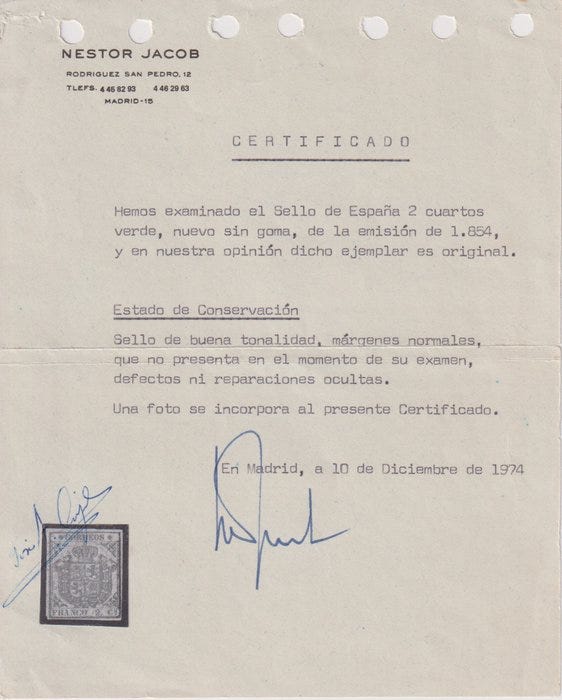 NESTOR JACOB
RODRIGUEZ SAN PEDRO, 12
TLEFS. 4 46 82 93 4 46 29 63
MADRID-15
CERTIFICADO
Hemos examinado el Sello de España 2 cuartos
verde, nuevo sin goma, de la emisión de 1.854,
y en nuestra opinión dicho ejemplar es original.
Estado de Conservación
Sello de buena tonalidad, márgenes normales,
que no presenta en el momento de su examen,
defectos ni reparaciones ocultas.
Una foto se incorpora al presente Certificado.
En Madrid, a 10 de Diciembre de 1974
CORREOS
FRANCO 2 Cs